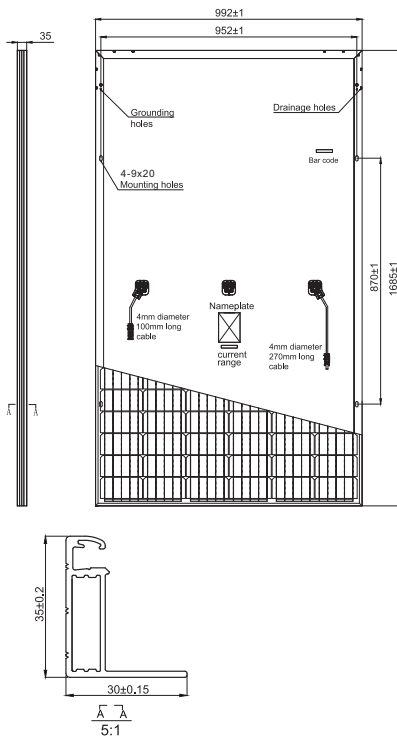 992±1
35
952±1
Grounding
holes
Drainage holes
Bar code
4-9x20
Mounting holes
870±1
1685±1
Nameplate
4mm diameter
100mm long
cable
current
range
4mm diameter
270mm long
cable
A A
35±0.2
30±0.15
A A
5:1